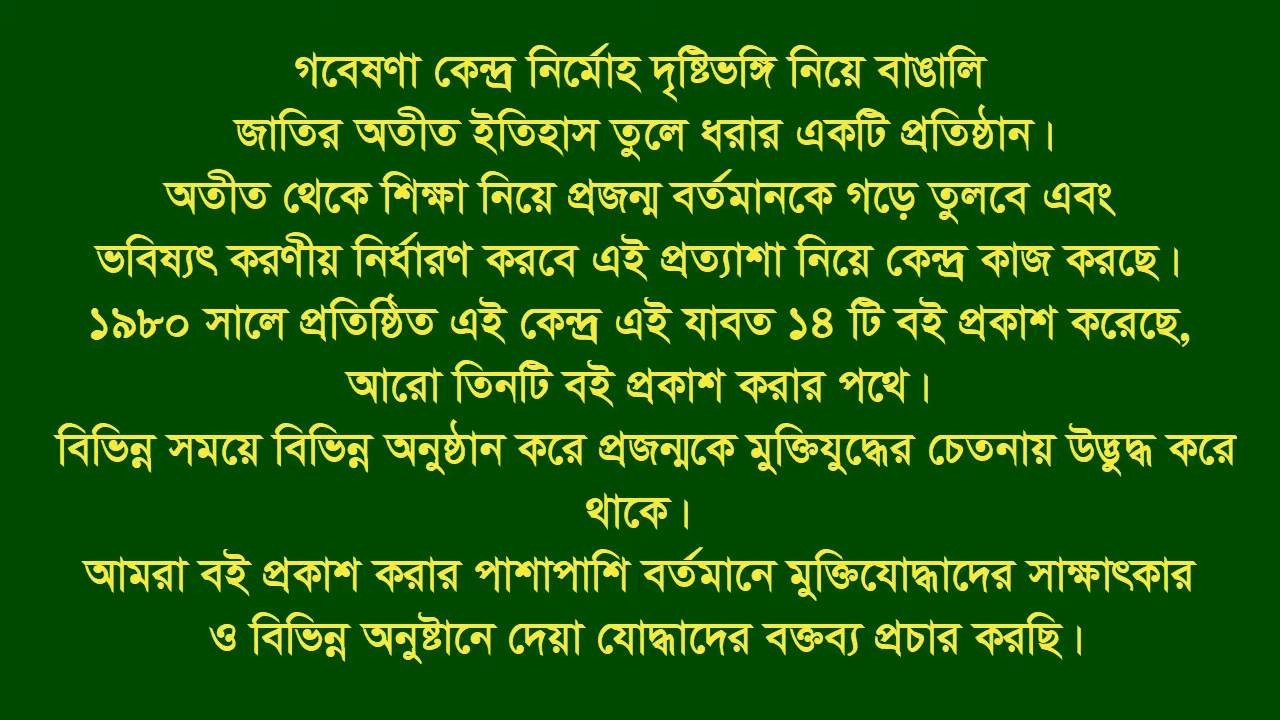 গবেষণা কেন্দ্র নির্মোহ দৃষ্টিভঙ্গি নিয়ে বাঙালি
জাতির অতীত ইতিহাস তুলে ধরার একটি প্রতিষ্ঠান।
অতীত থেকে শিক্ষা নিয়ে প্রজন্ম বর্তমানকে গড়ে তুলবে এবং
ভবিষ্যৎ করণীয় নির্ধারণ করবে এই প্রত্যাশা নিয়ে কেন্দ্র কাজ করছে।
১৯৮০ সালে প্রতিষ্ঠিত এই কেন্দ্র এই যাবত ১৪ টি বই প্রকাশ করেছে,
আরো তিনটি বই প্রকাশ করার পথে।
বিভিন্ন সময়ে বিভিন্ন অনুষ্ঠান করে প্রজন্মকে মুক্তিযুদ্ধের চেতনায় উদ্ভুদ্ধ করে
থাকে।
আমরা বই প্রকাশ করার পাশাপাশি বর্তমানে মুক্তিযোদ্ধাদের সাক্ষাৎকার
ও বিভিন্ন অনুষ্টানে দেয়া যোদ্ধাদের বক্তব্য প্রচার করছি।